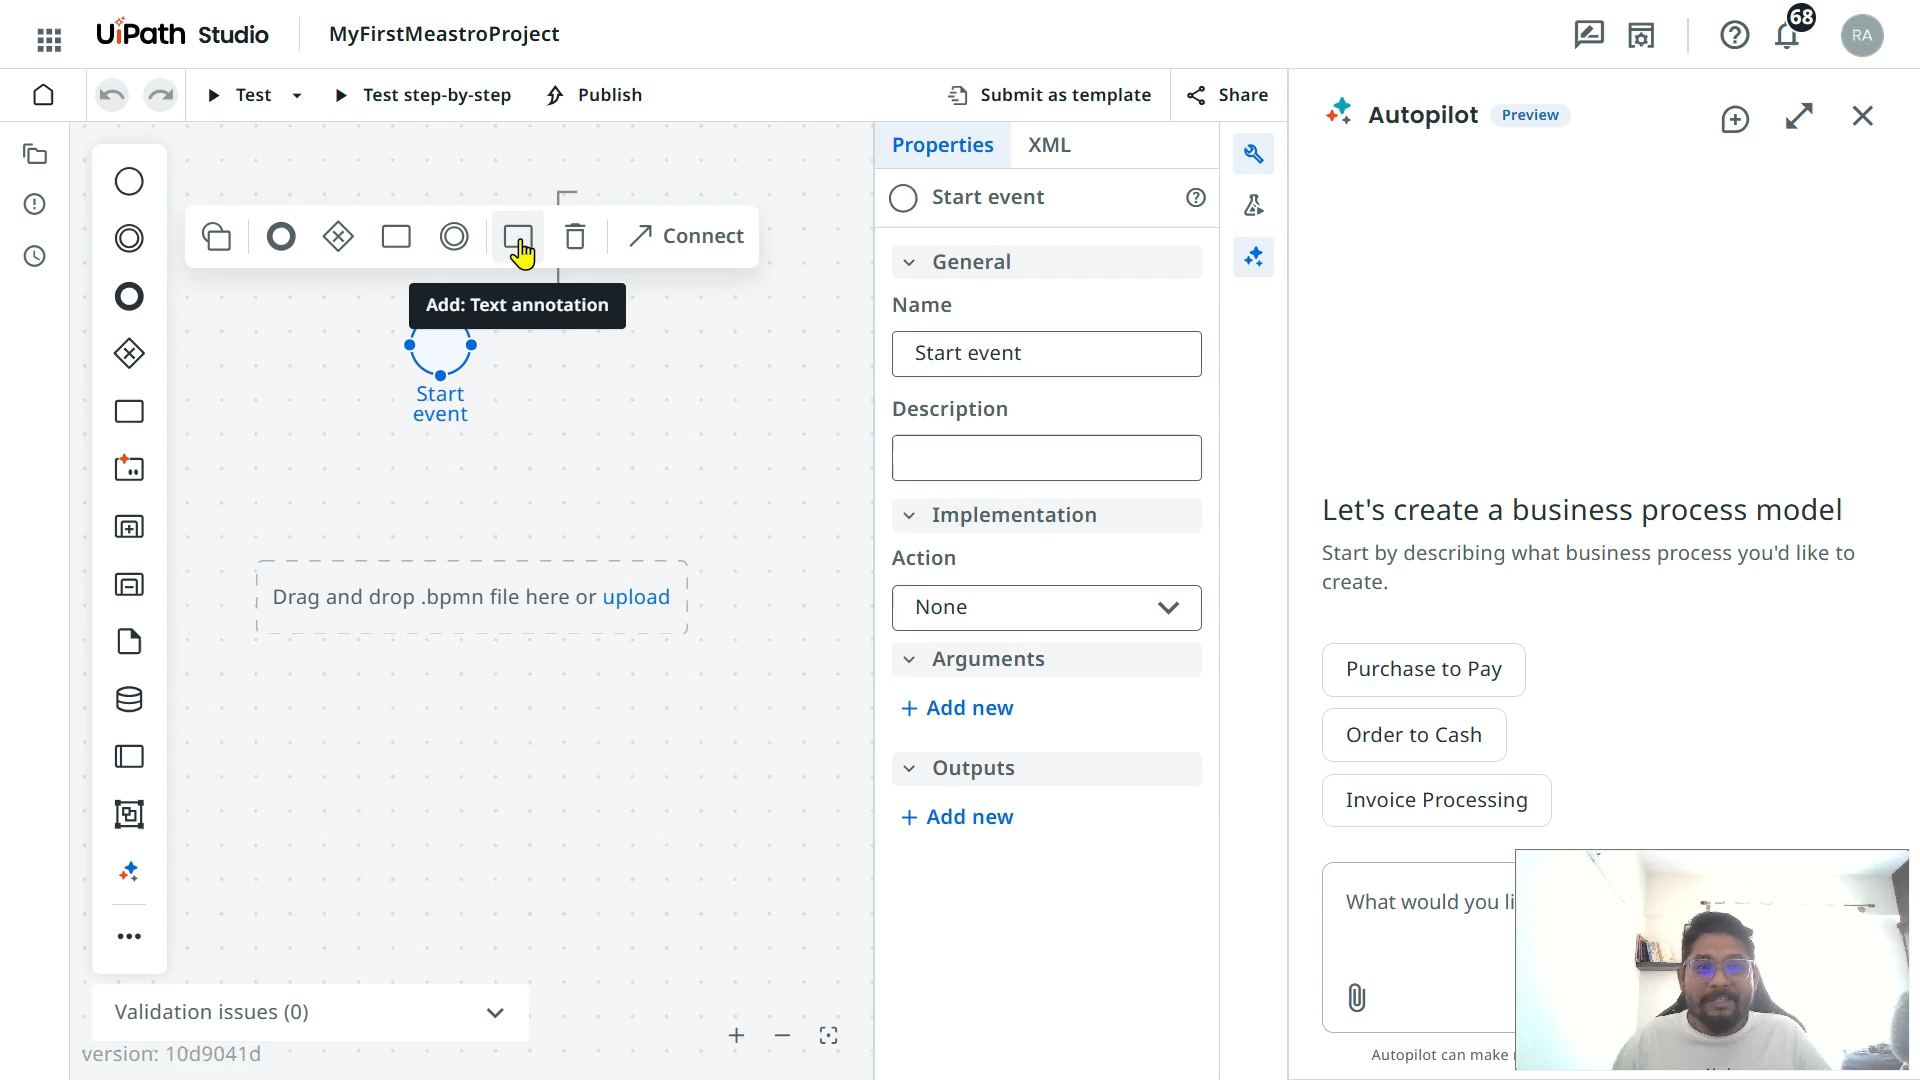 UiPath Studio
MyFirstMeastroProject
68
RA
Test
Test step-by-step
Publish
Submit as template
Share
Autopilot
Preview
Properties
XML
Start event
Connect
Add: Text annotation
Start
event
General
Name
Start event
Description
Implementation
Action
None
Arguments
+ Add new
Outputs
+ Add new
Drag and drop .bpmn file here or upload
Let's create a business process model
Start by describing what business process you'd like to
create.
Purchase to Pay
Order to Cash
Invoice Processing
What would you li
Autopilot can make
Validation issues (0)
version: 10d9041d